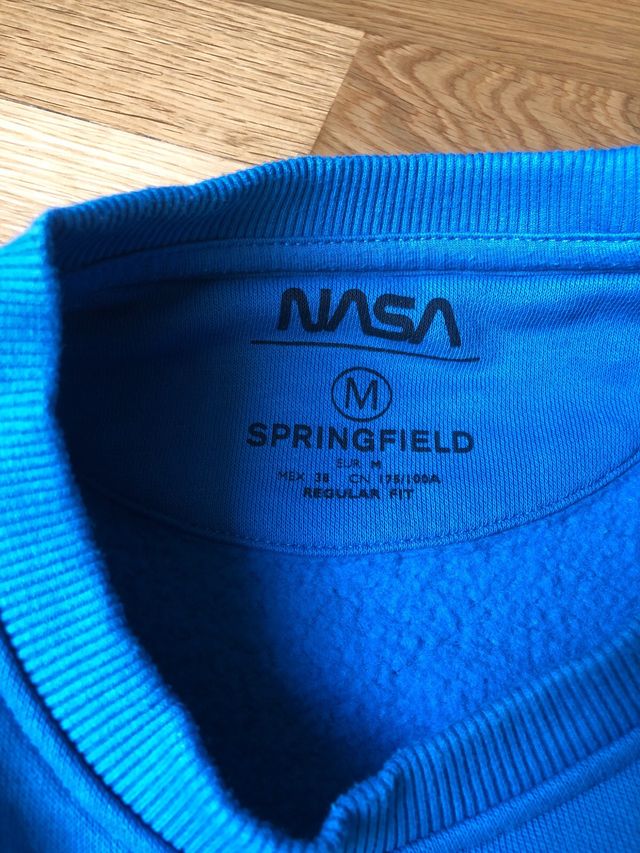 NASA
M
SPRINGFIELD
EUR M
MEX 38 CN 175/100A
REGULAR FIT